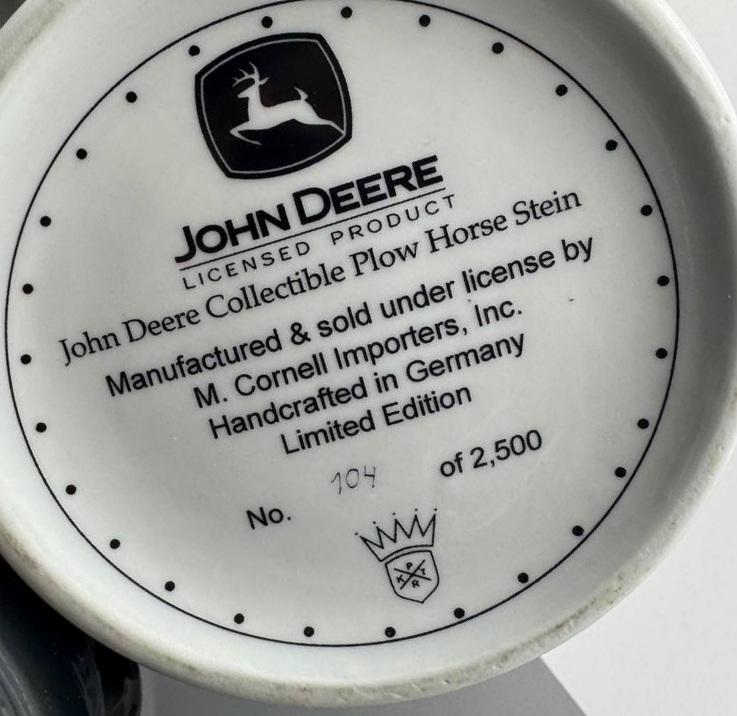 JOHN DEERE
LICENSED PRODUCT
John Deere Collectible Plow Horse Stein
Manufactured & sold under license by
M. Cornell Importers, Inc.
Handcrafted in Germany
Limited Edition
No. 104 of 2,500
P
K T
R